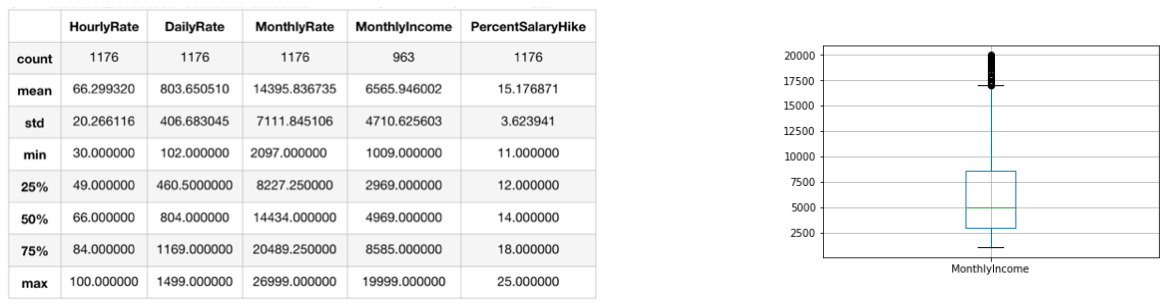 HourlyRate DailyRate MonthlyRate MonthlyIncome PercentSalaryHike
count 1176 1176 1176 963 1176
mean 66.299320 803.650510 14395.836735 6565.946002 15.176871
std 20.266116 406.683045 7111.845106 4710.625603 3.623941
min 30.000000 102.000000 2097.000000 1009.000000 11.000000
25% 49.000000 460.5000000 8227.250000 2969.000000 12.000000
50% 66.000000 804.000000 14434.000000 4969.000000 14.000000
75% 84.000000 1169.000000 20489.250000 8585.000000 18.000000
max 100.000000 1499.000000 26999.000000 19999.000000 25.000000
20000
17500
15000
12500
10000
7500
5000
2500
MonthlyIncome